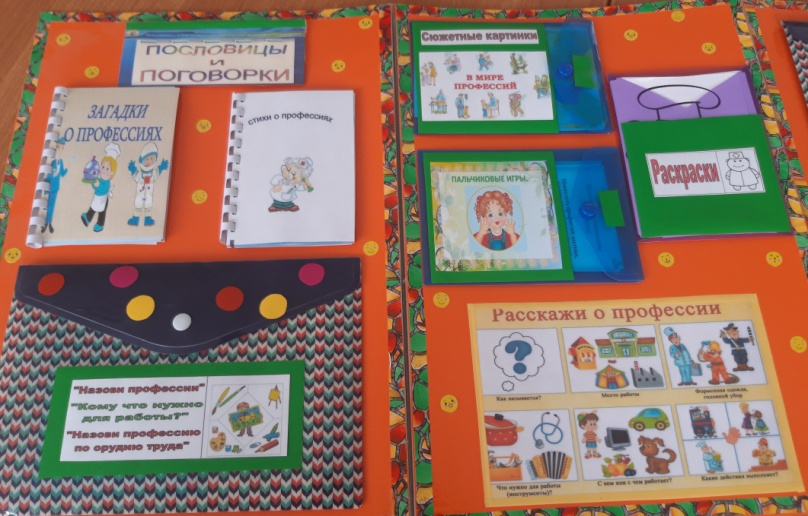 ПОСЛОВИЦЫ
И
ПОГОВОРКИ
ЗАГАДКИ
О ПРОФЕССИЯХ
СТИХИ О ПРОФЕССИЯХ
"Назови профессии"
"Кому что нужно
для работы?"
"Назови профессию
по орудию труда"
Сюжетные картинки
В МИРЕ
ПРОФЕССИЙ
ПАЛЬЧИКОВЫЕ ИГРЫ.
Раскраски
Расскажи о профессии
Как называется?
Место работы
Форменная одежда,
головной убор
Что нужно для работы
(инструменты)?
С кем или с чем работает?
Какие действия выполняет?